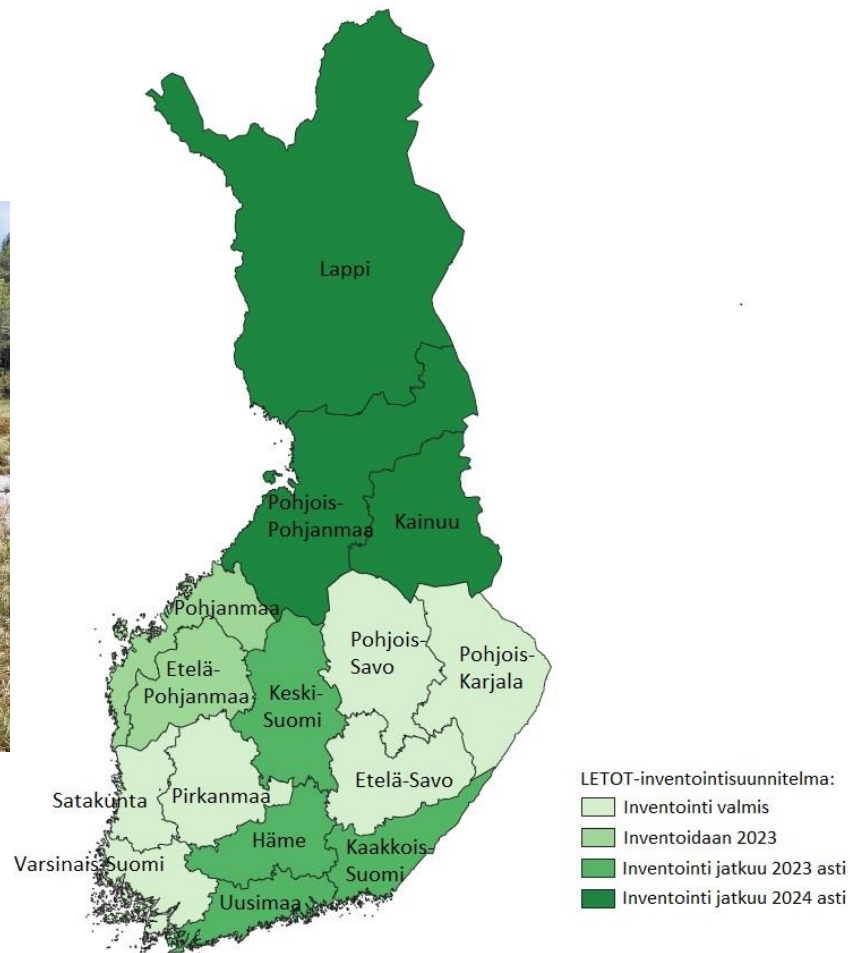 Lappi
Pohjois-
Pohjanmaa
Kainuu
Pohjanmaa
Etelä-
Pohjanmaa
Keski-
Suomi
Pohjois-
Savo
Pohjois-
Karjala
Satakunta
Pirkanmaa
Etelä-Savo
Varsinais-Suomi
Häme
Kaakkois-
Suomi
Uusimaa
LETOT-inventointisuunnitelma:
Inventointi valmis
Inventoidaan 2023
Inventointi jatkuu 2023 asti
Inventointi jatkuu 2024 asti